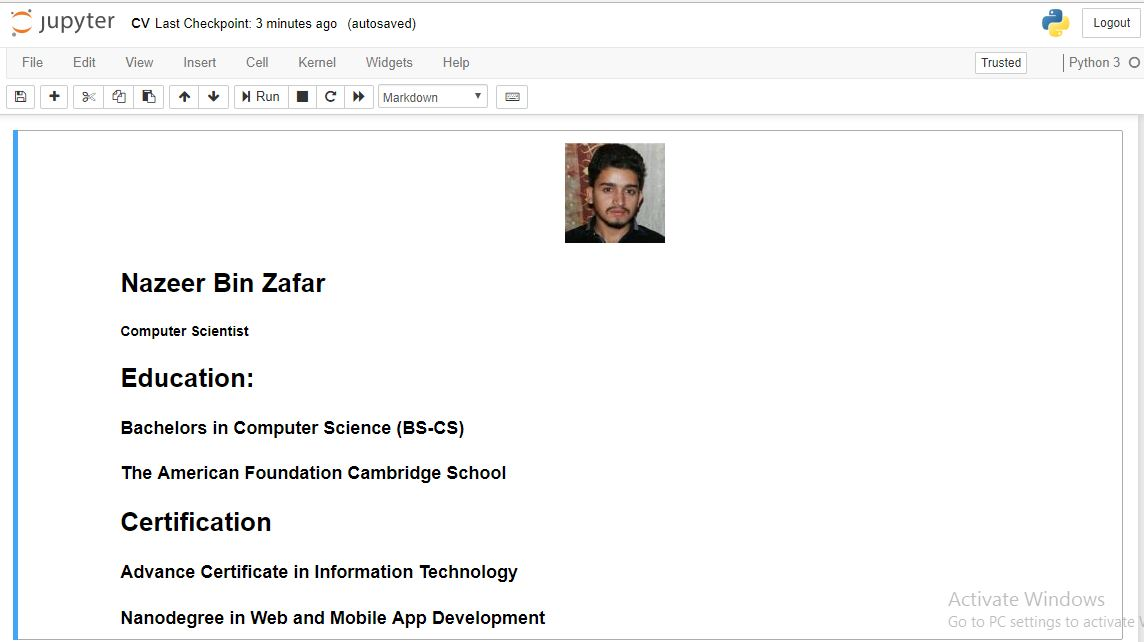 jupyter CV Last Checkpoint: 3 minutes ago (autosaved) Logout
File Edit View Insert Cell Kernel Widgets Help Trusted Python 3
Run Markdown
Nazeer Bin Zafar
Computer Scientist
Education:
Bachelors in Computer Science (BS-CS)
The American Foundation Cambridge School
Certification
Advance Certificate in Information Technology
Nanodegree in Web and Mobile App Development
Activate Windows
Go to PC settings to activate